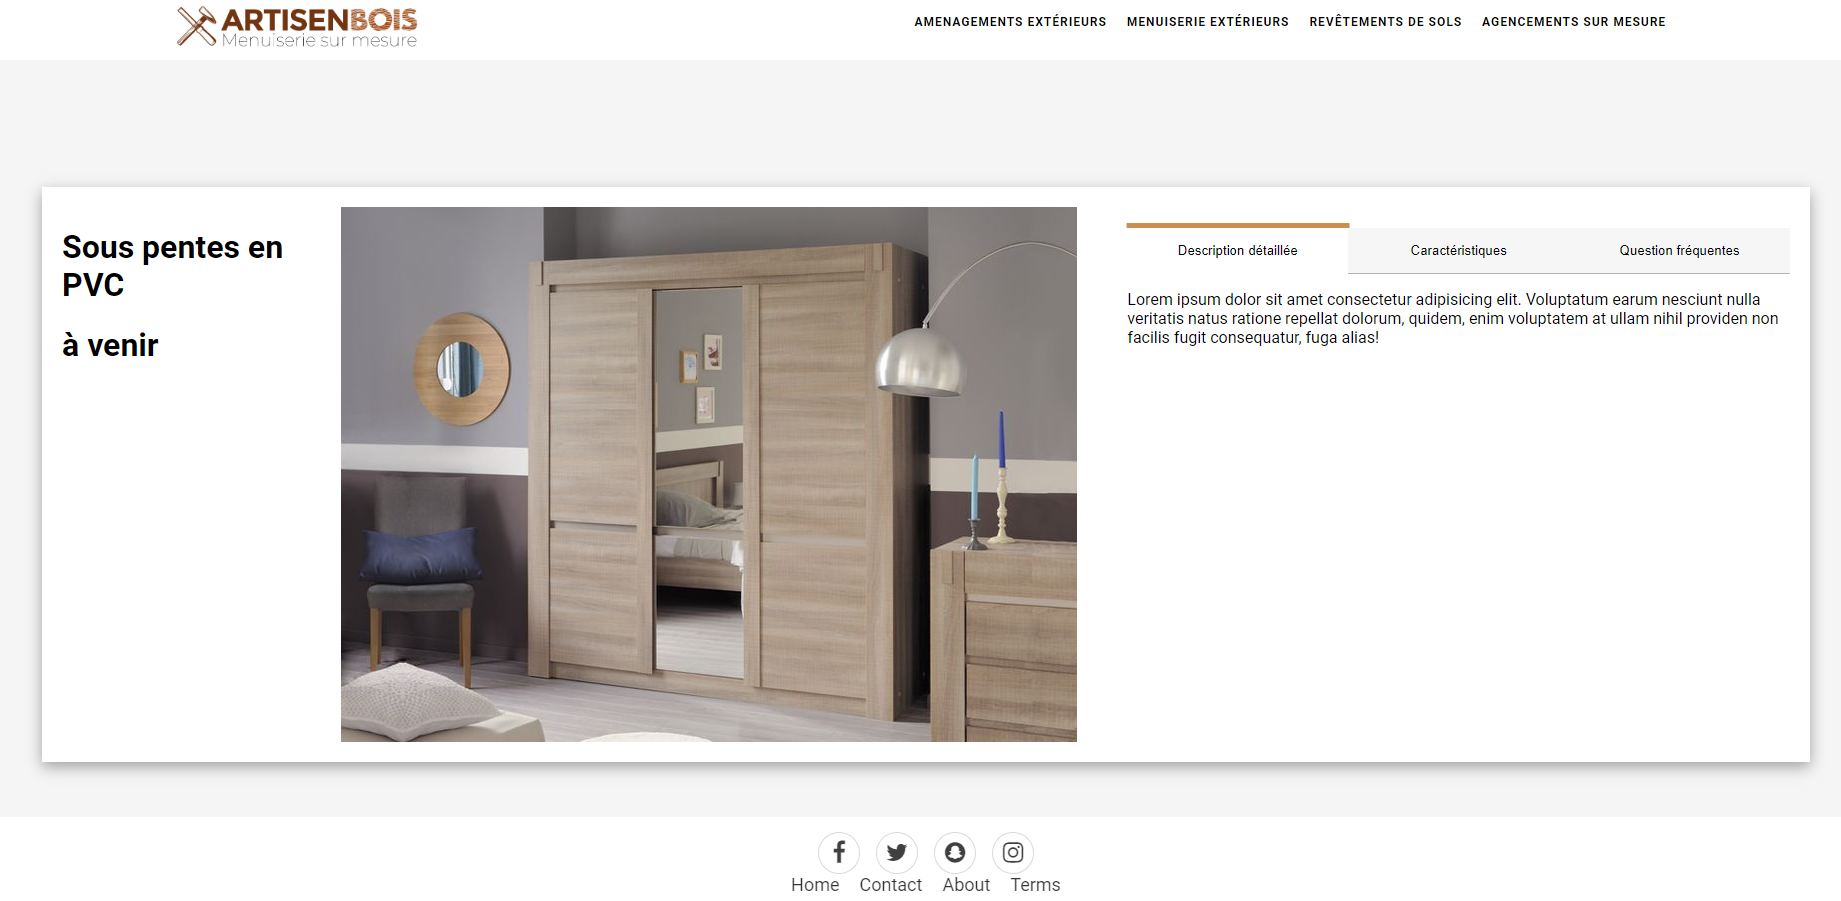 ARTISENBOIS
Menuiserie sur mesure
AMENAGEMENTS EXTÉRIEURS MENUISERIE EXTÉRIEURS REVÊTEMENTS DE SOLS AGENCEMENTS SUR MESURE
Sous pentes en
PVC
à venir
Description détaillée Caractéristiques Question fréquentes
Lorem ipsum dolor sit amet consectetur adipisicing elit. Voluptatum earum nesciunt nulla
veritatis natus ratione repellat dolorum, quidem, enim voluptatem at ullam nihil providen non
facilis fugit consequatur, fuga alias!
Home Contact About Terms